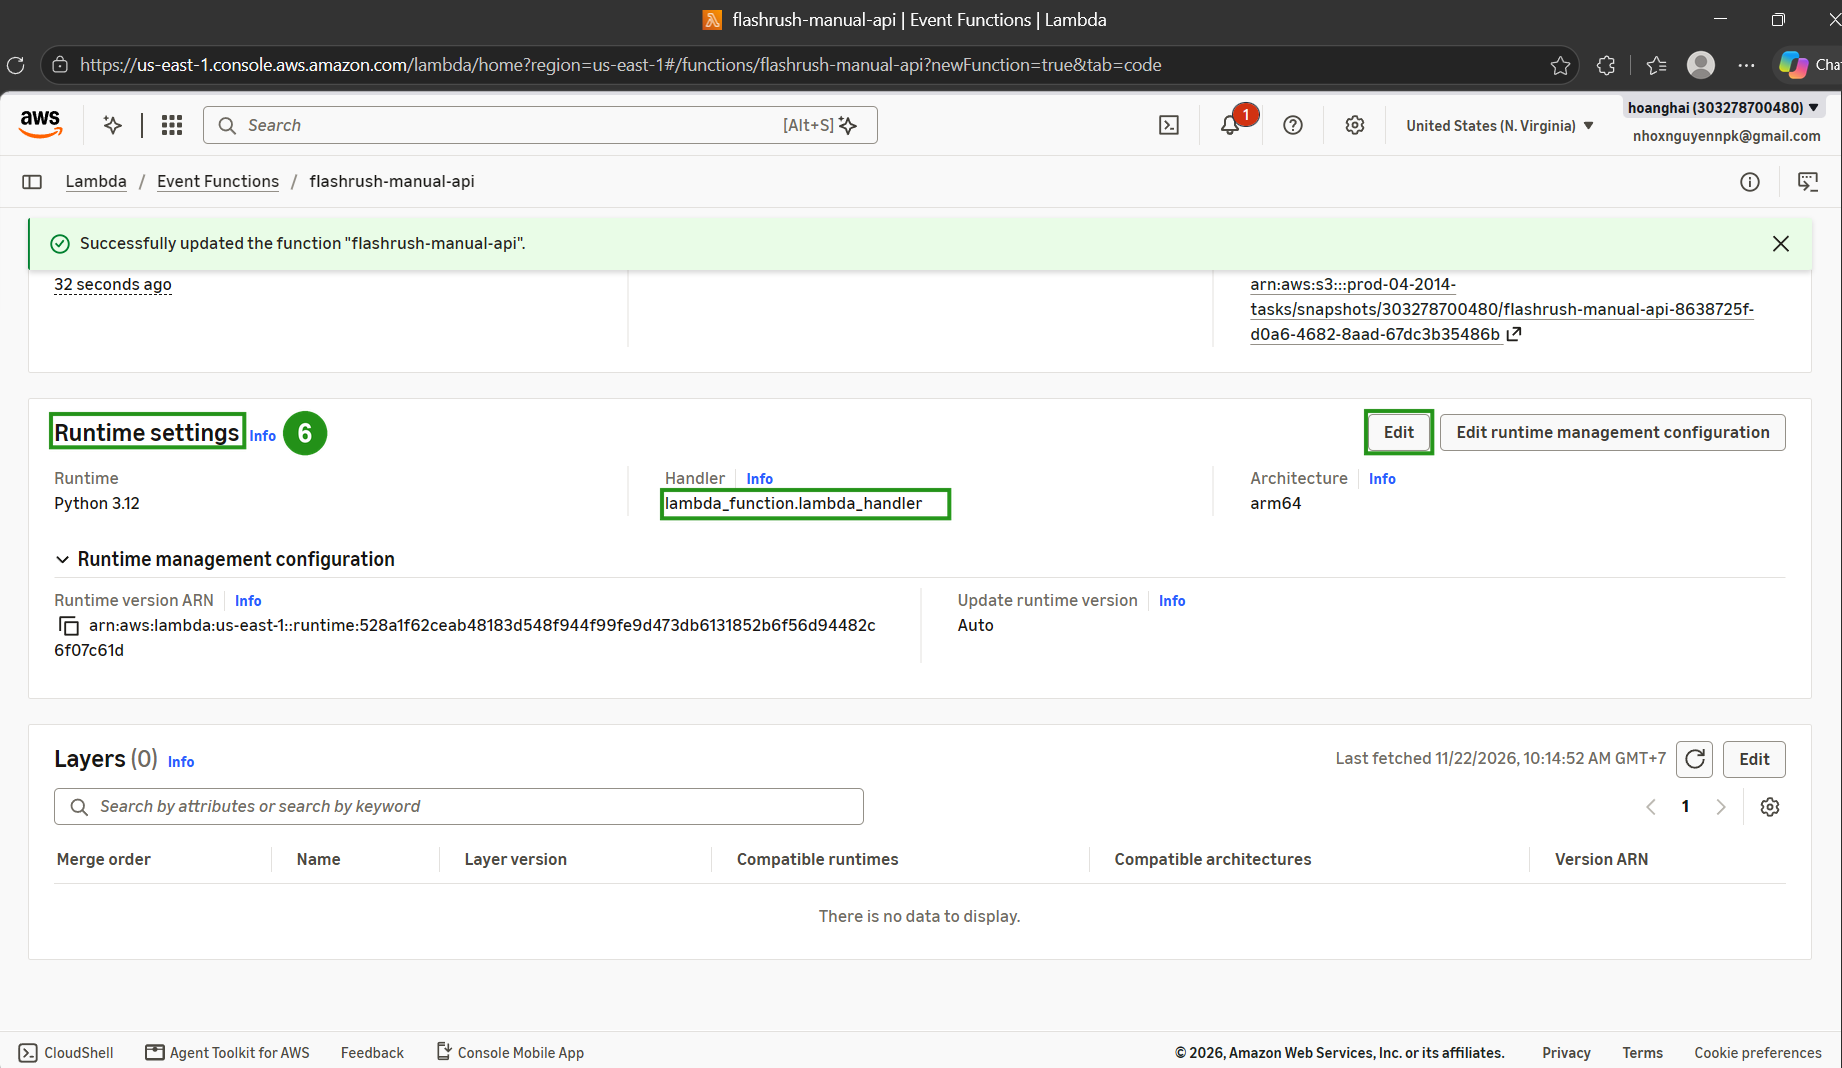 flashrush-manual-api | Event Functions | Lambda
https://us-east-1.console.aws.amazon.com/lambda/home?region=us-east-1#/functions/flashrush-manual-api?newFunction=true&tab=code
Cha
aws
Search
[Alt+S]
1
United States (N. Virginia)
hoanghai (303278700480)
nhoxnguyennpk@gmail.com
Lambda / Event Functions / flashrush-manual-api
Successfully updated the function "flashrush-manual-api".
32 seconds ago
arn:aws:s3:::prod-04-2014-
tasks/snapshots/303278700480/flashrush-manual-api-8638725f-
d0a6-4682-8aad-67dc3b35486b
Runtime settings Info 6
Edit
Edit runtime management configuration
Runtime
Python 3.12
Handler Info
lambda_function.lambda_handler
Architecture Info
arm64
Runtime management configuration
Runtime version ARN Info
arn:aws:lambda:us-east-1::runtime:528a1f62ceab48183d548f944f99fe9d473db6131852b6f56d94482c
6f07c61d
Update runtime version Info
Auto
Layers (0) Info
Last fetched 11/22/2026, 10:14:52 AM GMT+7
Edit
Search by attributes or search by keyword
1
Merge order Name Layer version Compatible runtimes Compatible architectures Version ARN
There is no data to display.
CloudShell Agent Toolkit for AWS Feedback Console Mobile App
© 2026, Amazon Web Services, Inc. or its affiliates. Privacy Terms Cookie preferences